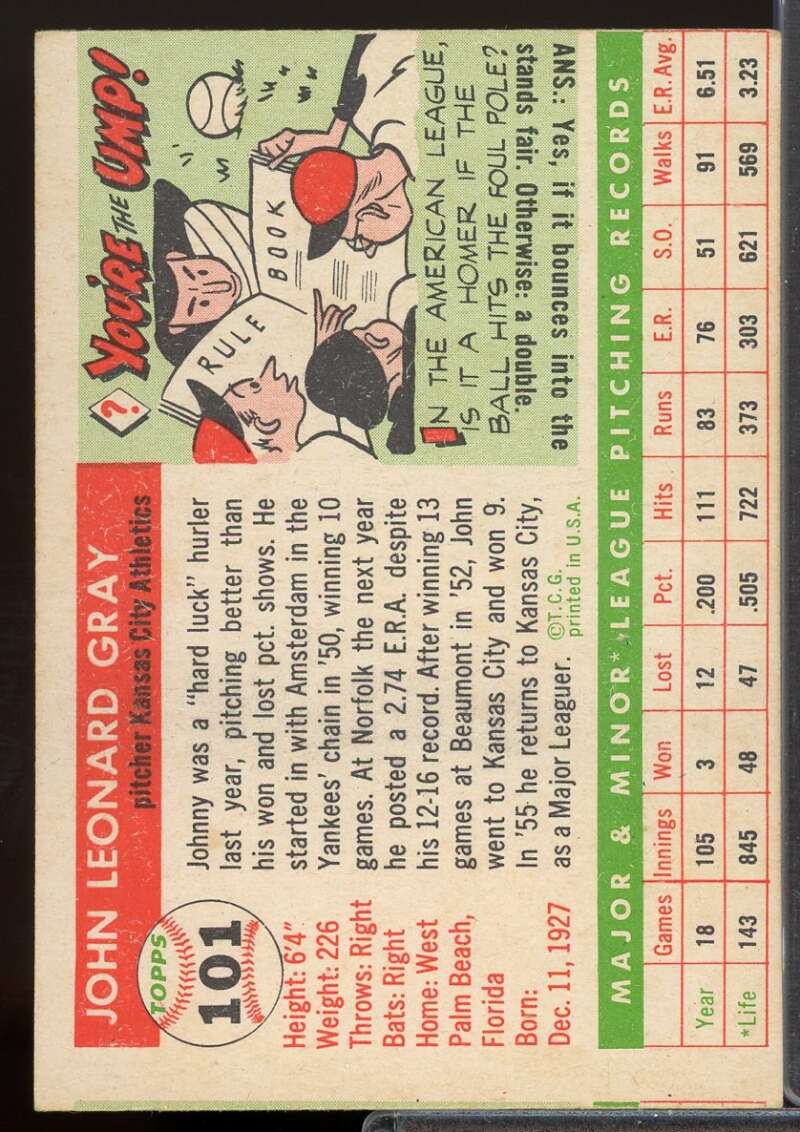 JOHN LEONARD GRAY
pitcher Kansas City Athletics
TOPPS
101
Height: 6'4"
Weight: 226
Throws: Right
Bats: Right
Home: West
Palm Beach,
Florida
Born:
Dec. 11, 1927
Johnny was a "hard luck" hurler
last year, pitching better than
his won and lost pct. shows. He
started in with Amsterdam in the
Yankees' chain in '50, winning 10
games. At Norfolk the next year
he posted a 2.74 E.R.A. despite
his 12-16 record. After winning 13
games at Beaumont in '52, John
went to Kansas City and won 9.
In '55 he returns to Kansas City,
as a Major Leaguer.
©T.C.G.
printed in U.S.A.
? YOU'RE THE UMP!
RULE BOOK
IN THE AMERICAN LEAGUE,
IS IT A HOMER IF THE
BALL HITS THE FOUL POLE?
ANS.: Yes, if it bounces into the
stands fair. Otherwise: a double.
MAJOR & MINOR* LEAGUE PITCHING RECORDS
Games Innings Won Lost Pct. Hits Runs E.R. S.O. Walks E.R. Avg.
Year 18 105 3 12 .200 111 83 76 51 91 6.51
*Life 143 845 48 47 .505 722 373 303 621 569 3.23